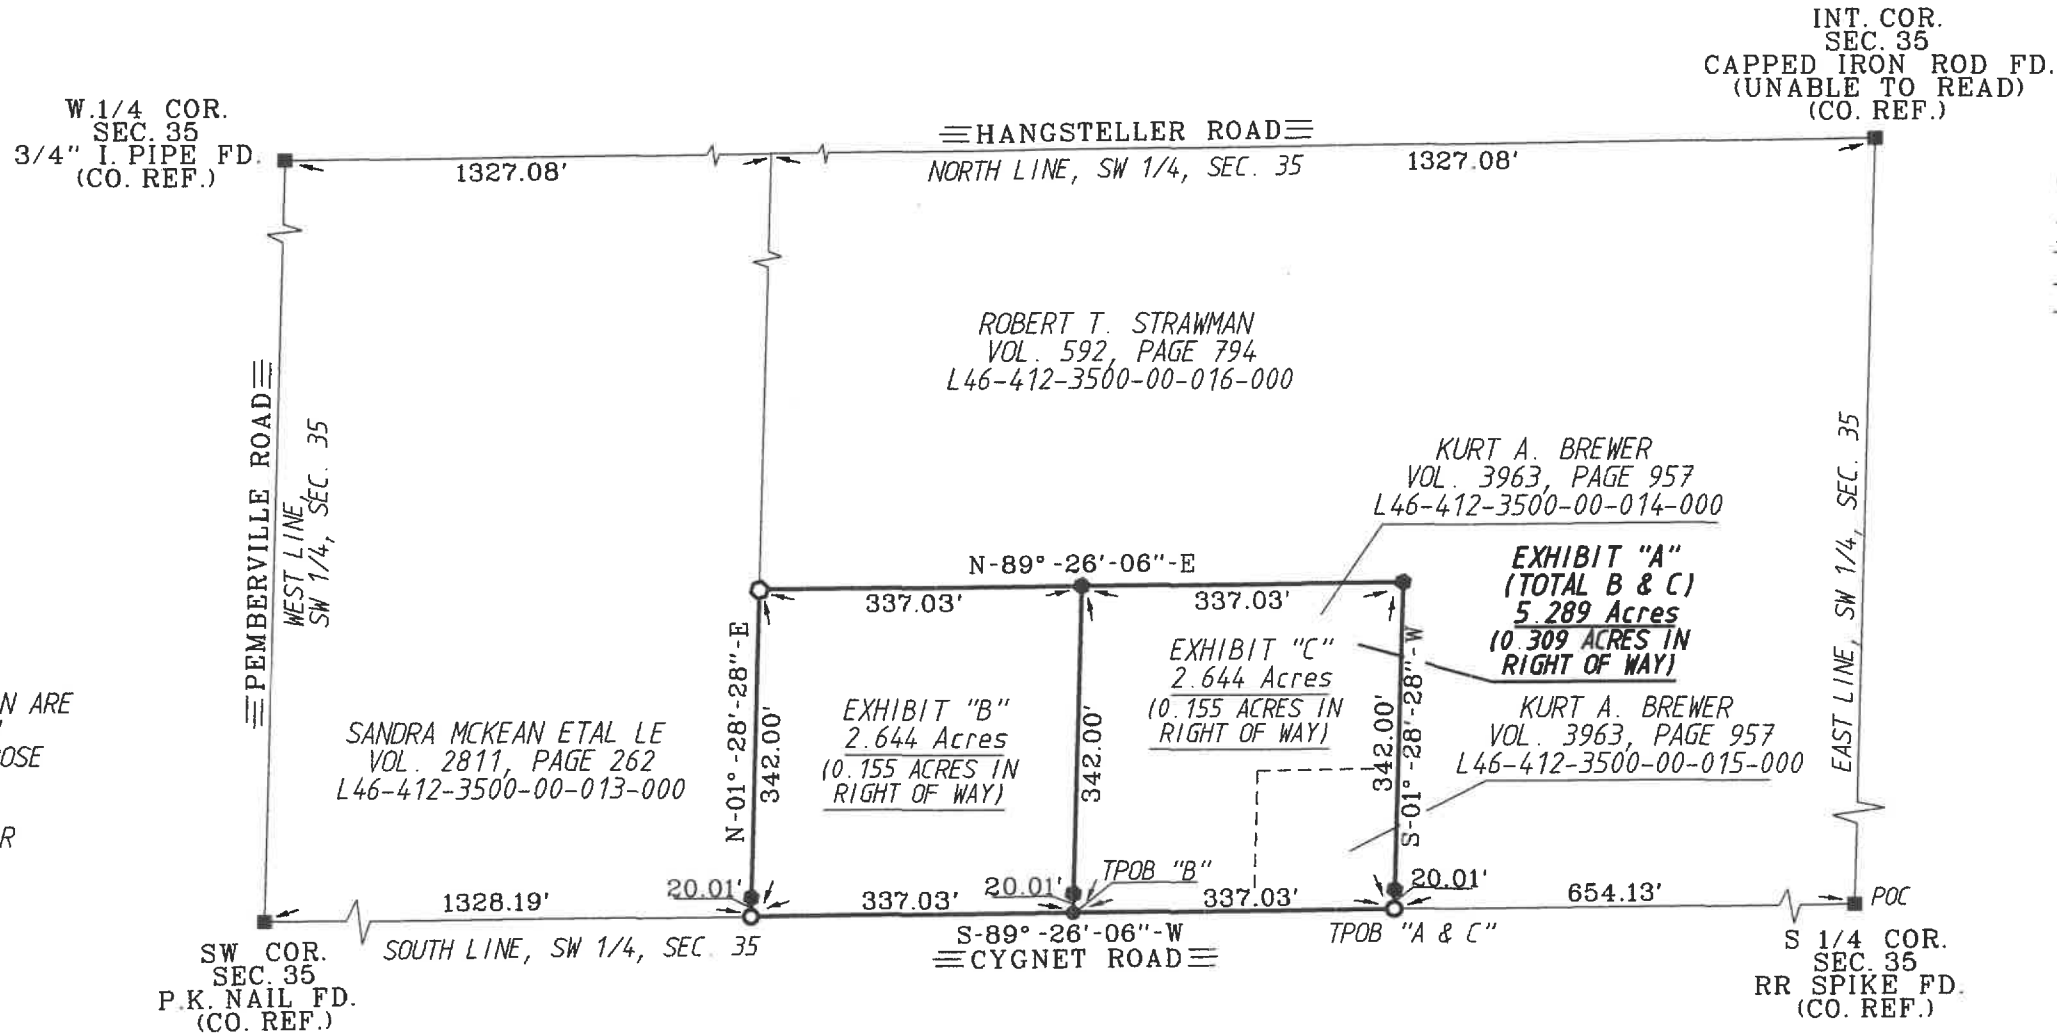 INT. COR.
SEC. 35
CAPPED IRON ROD FD.
(UNABLE TO READ)
(CO. REF.)
W.1/4 COR.
SEC. 35
3/4" I. PIPE FD.
(CO. REF.)
HANGSTELLER ROAD
1327.08'
NORTH LINE, SW 1/4, SEC. 35
1327.08'
ROBERT T. STRAWMAN
VOL. 592, PAGE 794
L46-412-3500-00-016-000
PEMBERVILLE ROAD
WEST LINE,
SW 1/4, SEC. 35
EAST LINE, SW 1/4, SEC. 35
KURT A. BREWER
VOL. 3963, PAGE 957
L46-412-3500-00-014-000
N-89°-26'-06"-E
337.03'
337.03'
EXHIBIT "A"
(TOTAL B & C)
5.289 Acres
(0.309 ACRES IN
RIGHT OF WAY)
N-01°-28'-28"-E
342.00'
EXHIBIT "B"
2.644 Acres
(0.155 ACRES IN
RIGHT OF WAY)
342.00'
EXHIBIT "C"
2.644 Acres
(0.155 ACRES IN
RIGHT OF WAY)
342.00'
S-01°-28'-28"-W
KURT A. BREWER
VOL. 3963, PAGE 957
L46-412-3500-00-015-000
SANDRA MCKEAN ETAL LE
VOL. 2811, PAGE 262
L46-412-3500-00-013-000
N ARE
OSE
R
1328.19'
20.01'
337.03'
20.01'
TPOB "B"
337.03'
20.01'
654.13'
POC
SOUTH LINE, SW 1/4, SEC. 35
S-89°-26'-06"-W
CYGNET ROAD
TPOB "A & C"
SW COR.
SEC. 35
P.K. NAIL FD.
(CO. REF.)
S 1/4 COR.
SEC. 35
RR SPIKE FD.
(CO. REF.)